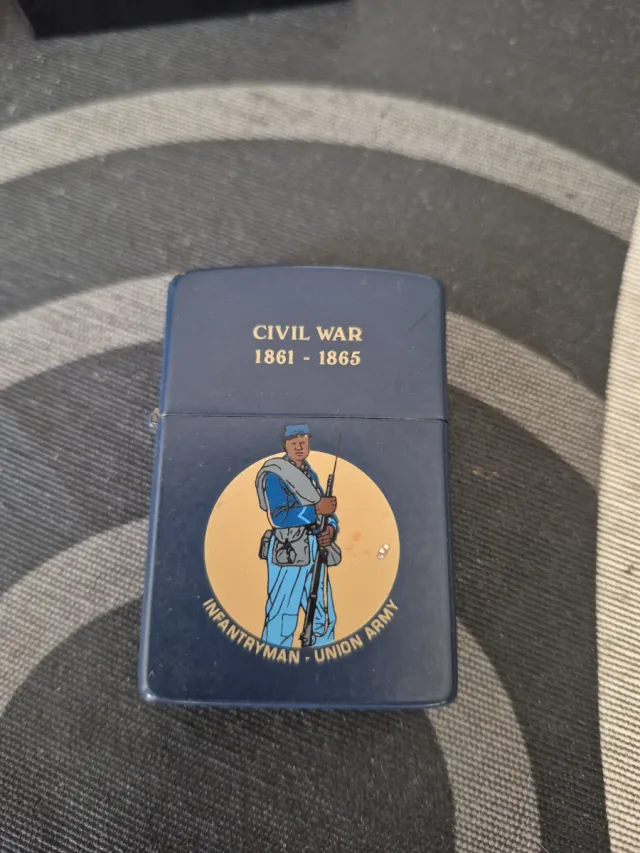 CIVIL WAR
1861 - 1865
INFANTRYMAN - UNION ARMY